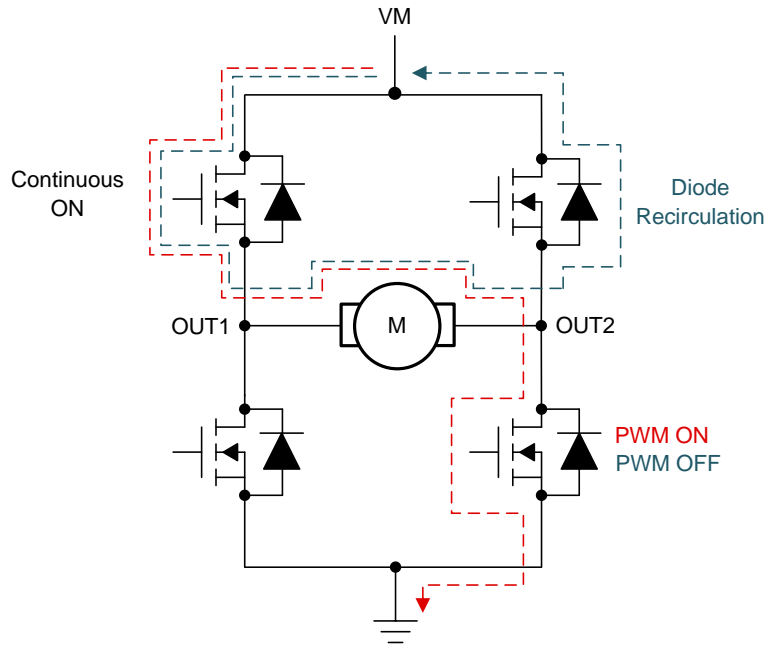 VM
Continuous
ON
Diode
Recirculation
OUT1
M
OUT2
PWM ON
PWM OFF